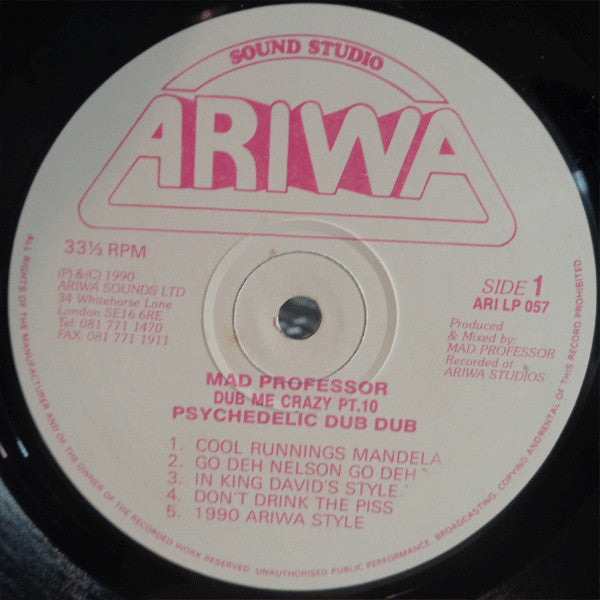 SOUND STUDIO
ARIWA
33⅓ RPM
(P)&(C) 1990
ARIWA SOUNDS LTD
34 Whitehorse Lane
London SE16 6RE
Tel: 081 771 1470
FAX. 081 771 1911
SIDE 1
ARI LP 057
Produced
& Mixed by:
MAD PROFESSOR
Recorded at
ARIWA STUDIOS
MAD PROFESSOR
DUB ME CRAZY PT.10
PSYCHEDELIC DUB DUB
1. COOL RUNNINGS MANDELA
2. GO DEH NELSON GO DEH
3. IN KING DAVID'S STYLE
4. DON'T DRINK THE PISS
5. 1990 ARIWA STYLE
ALL RIGHTS OF THE MANUFACTURER AND OF THE OWNER OF THE RECORDED WORK RESERVED. UNAUTHORISED PUBLIC PERFORMANCE, BROADCASTING, COPYING AND RENTAL OF THIS RECORD PROHIBITED.